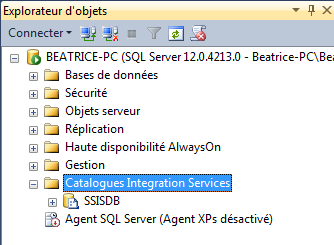 Explorateur d'objets
Connecter
BEATRICE-PC (SQL Server 12.0.4213.0 - Beatrice-PC\Be
Bases de données
Sécurité
Objets serveur
Réplication
Haute disponibilité AlwaysOn
Gestion
Catalogues Integration Services
SSISDB
Agent SQL Server (Agent XPs désactivé)